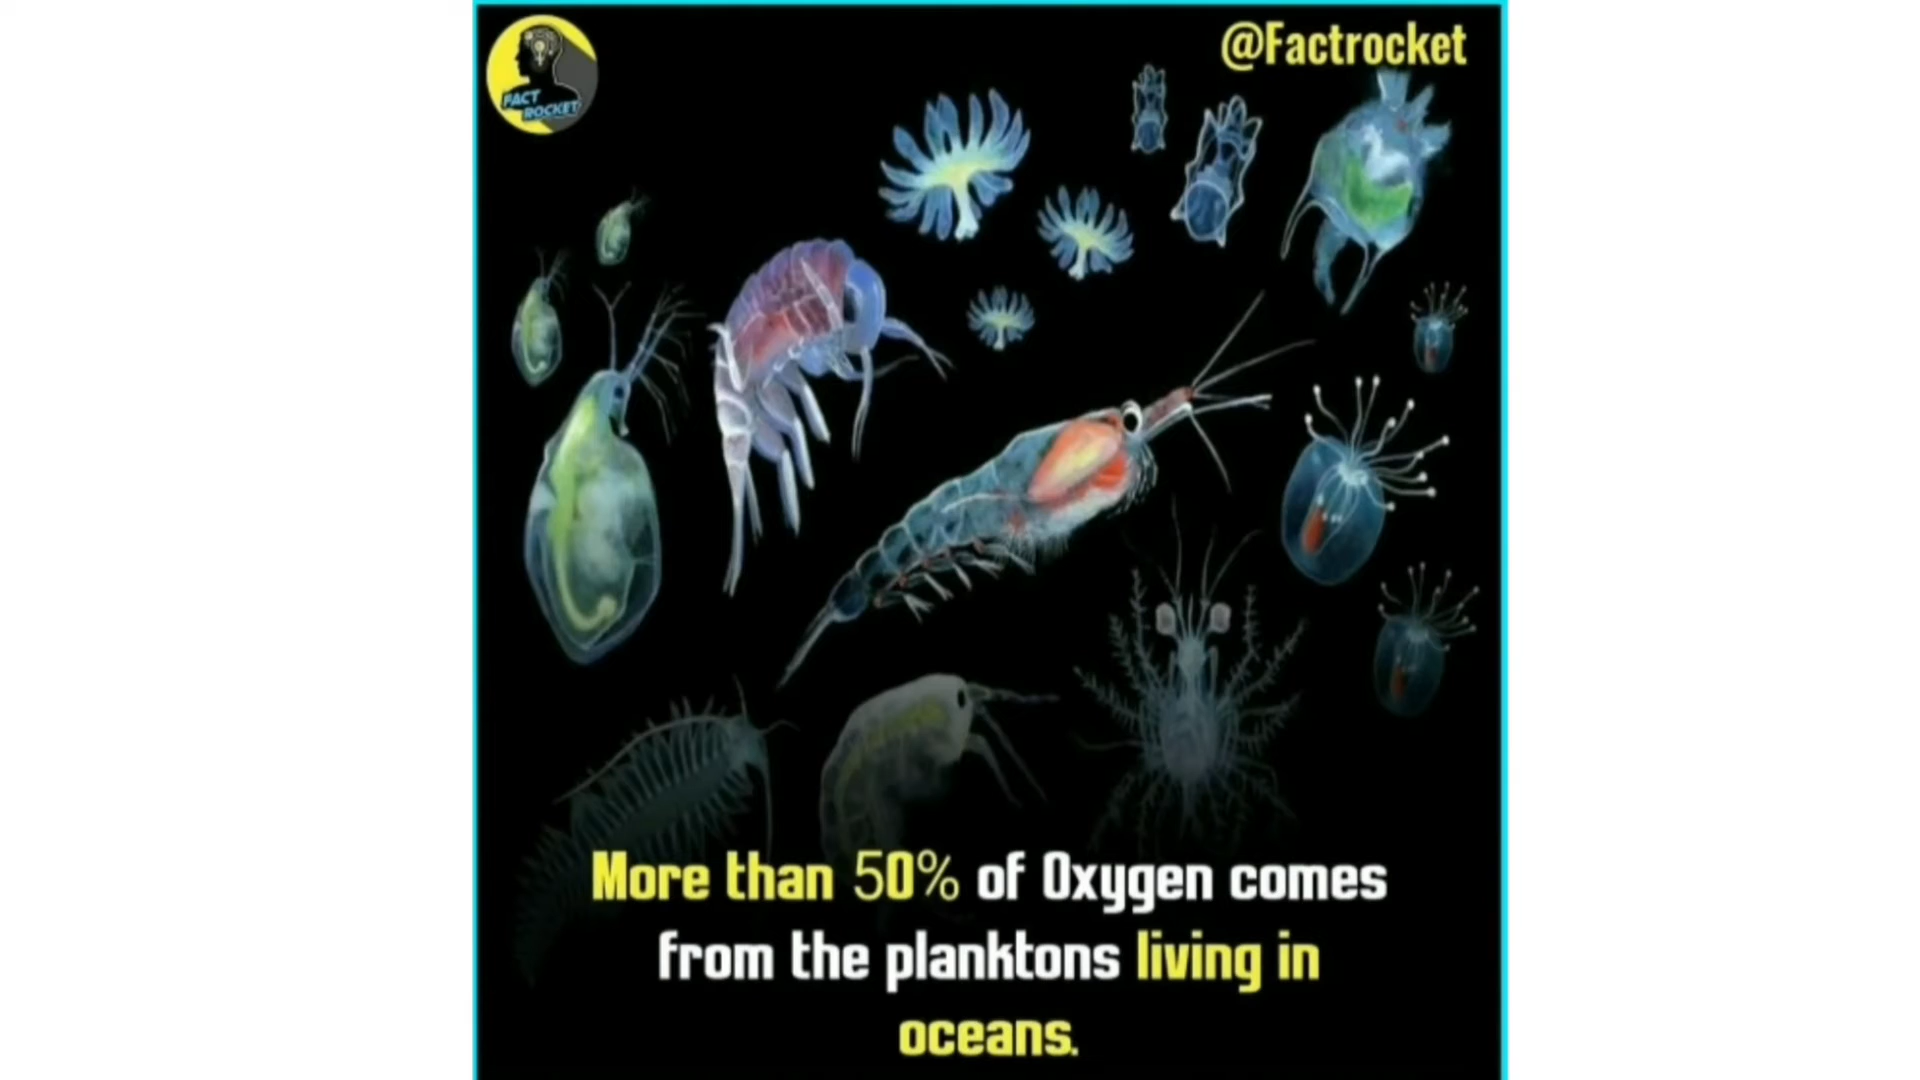 @Factrocket
FACT
ROCKET
More than 50% of Oxygen comes
from the planktons living in
oceans.